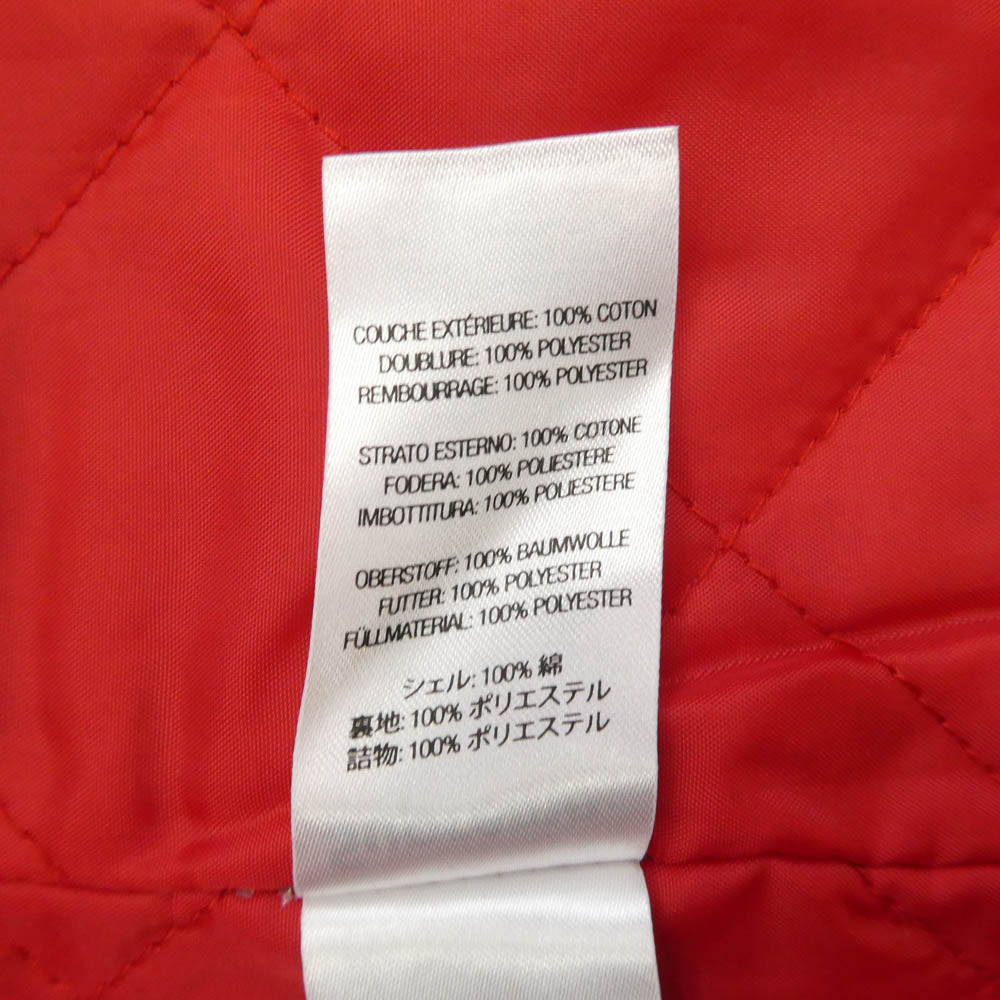 COUCHE EXTÉRIEURE: 100% COTON
DOUBLURE: 100% POLYESTER
REMBOURRAGE: 100% POLYESTER
STRATO ESTERNO: 100% COTONE
FODERA: 100% POLIESTERE
IMBOTTITURA: 100% POLIESTERE
OBERSTOFF: 100% BAUMWOLLE
FUTTER: 100% POLYESTER
FÜLLMATERIAL: 100% POLYESTER
シェル: 100% 綿
裏地: 100% ポリエステル
詰物: 100% ポリエステル